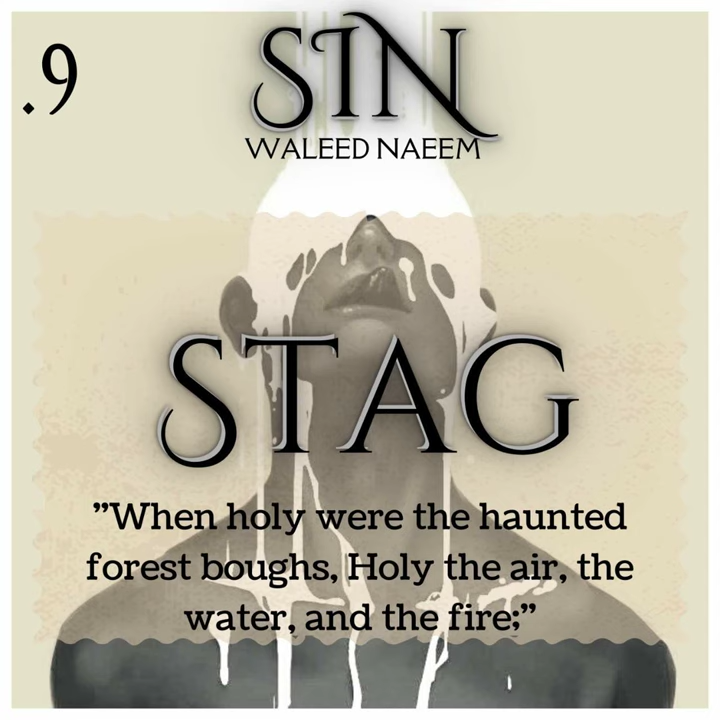 .9
SIN
WALEED NAEEM
STAG
”When holy were the haunted
forest boughs, Holy the air, the
water, and the fire;”